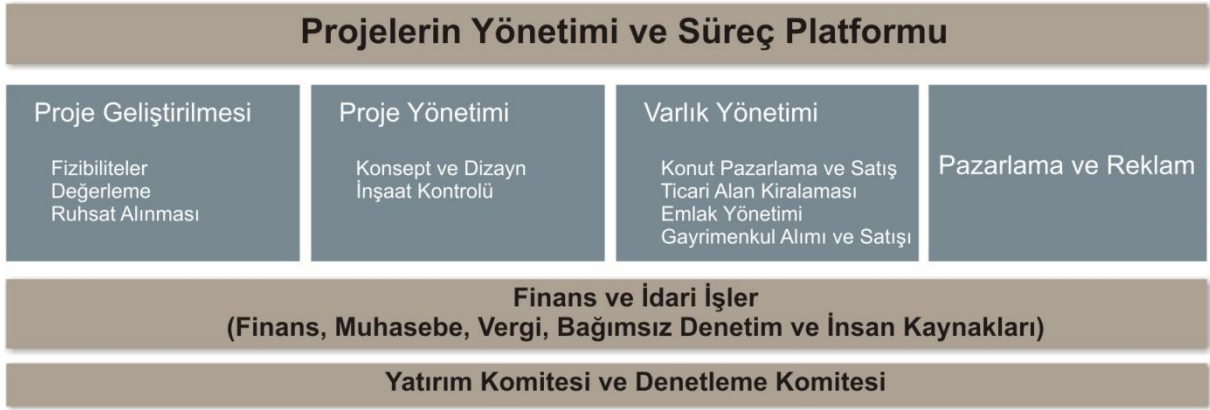 Projelerin Yönetimi ve Süreç Platformu
Proje Geliştirilmesi
Fizibiliteler
Değerleme
Ruhsat Alınması
Proje Yönetimi
Konsept ve Dizayn
İnşaat Kontrolü
Varlık Yönetimi
Konut Pazarlama ve Satış
Ticari Alan Kiralaması
Emlak Yönetimi
Gayrimenkul Alımı ve Satışı
Pazarlama ve Reklam
Finans ve İdari İşler
(Finans, Muhasebe, Vergi, Bağımsız Denetim ve İnsan Kaynakları)
Yatırım Komitesi ve Denetleme Komitesi